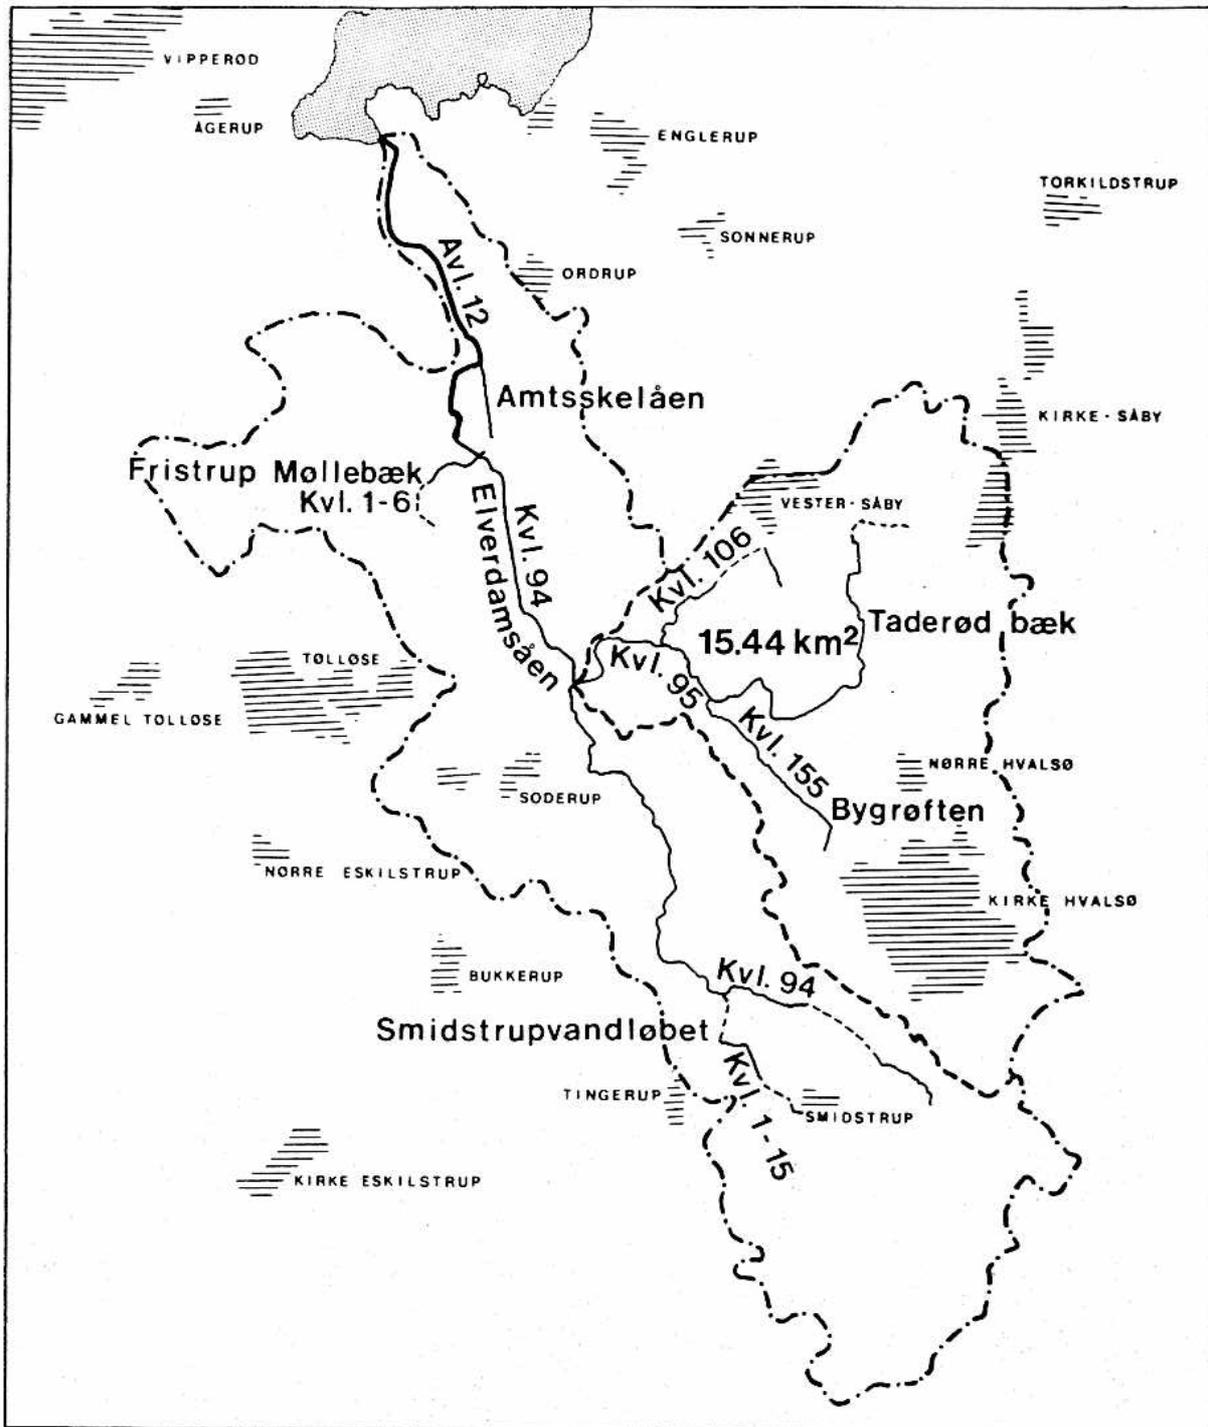 VIPPERØD
ÅGERUP
ENGLERUP
TORKILDSTRUP
SONNERUP
ORDRUP
Avl. 12
Amtsskelåen
KIRKE-SÅBY
Fristrup Møllebæk
Kvl. 1-6
VESTER-SÅBY
Elverdamsåen
Kvl. 94
Kvl. 106
15.44 km²
Taderød bæk
Kvl. 95
TØLLØSE
GAMMEL TØLLØSE
Kvl. 155
NØRRE HVALSØ
SODERUP
Bygrøften
NØRRE ESKILSTRUP
KIRKE HVALSØ
BUKKERUP
Kvl. 94
Smidstrupvandløbet
TINGERUP
Kvl. 1-15
SMIDSTRUP
KIRKE ESKILSTRUP